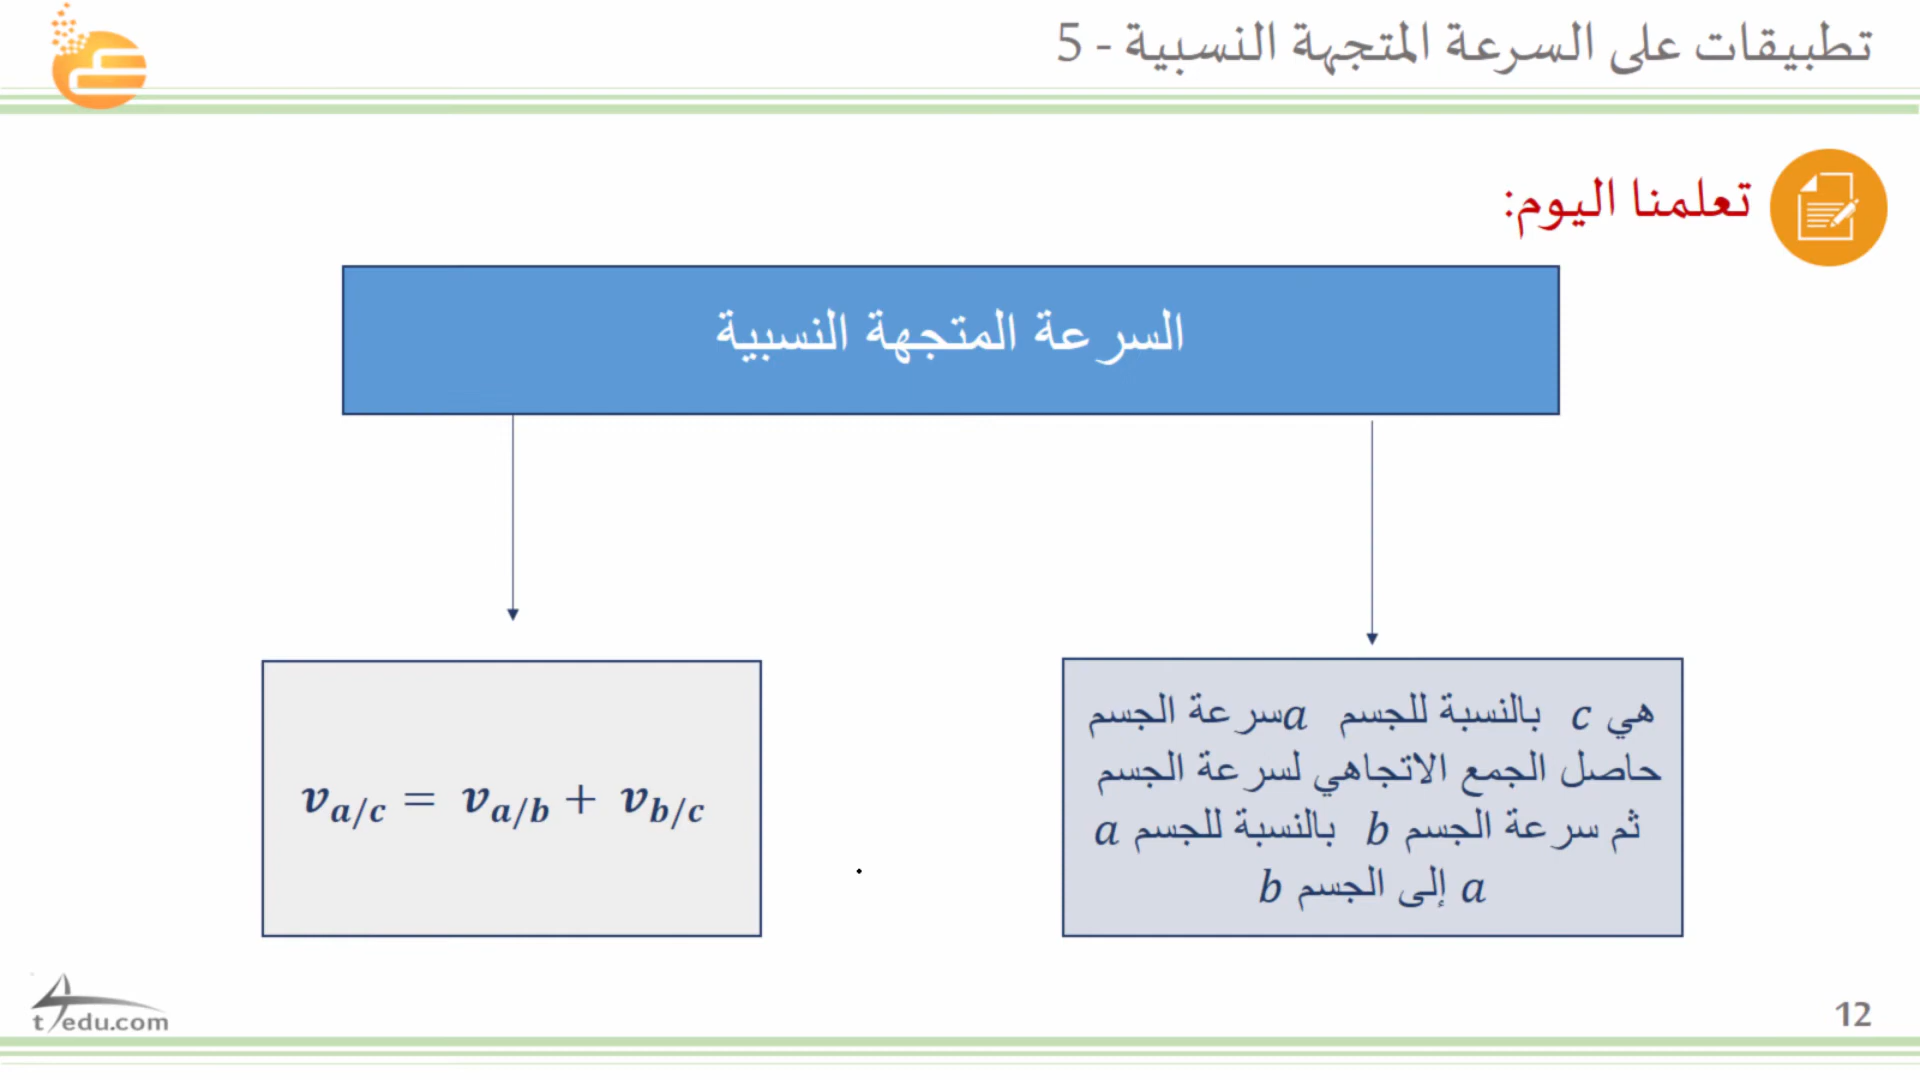 تطبيقات على السرعة المتجهة النسبية - 5
تعلمنا اليوم:
السرعة المتجهة النسبية
سرعة الجسم a بالنسبة للجسم c هي
حاصل الجمع الاتجاهي لسرعة الجسم
a بالنسبة للجسم b ثم سرعة الجسم
b إلى الجسم a
v_{a/c} = v_{a/b} + v_{b/c}
t4edu.com
12